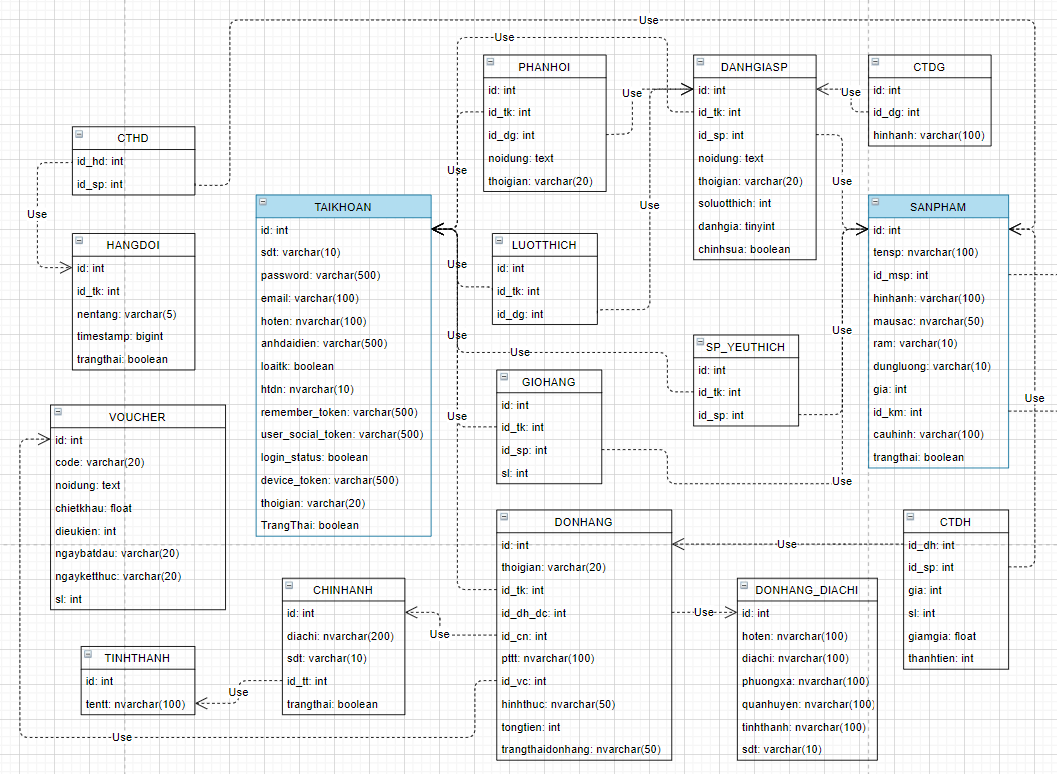 Use
Use
PHANHOI
id: int
id_tk: int
id_dg: int
noidung: text
thoigian: varchar(20)
Use
DANHGIASP
id: int
id_tk: int
id_sp: int
noidung: text
thoigian: varchar(20)
soluotthich: int
danhgia: tinyint
chinhsua: boolean
Use
CTDG
id: int
id_dg: int
hinhanh: varchar(100)
CTHD
id_hd: int
id_sp: int
Use
Use
Use
Use
HANGDOI
id: int
id_tk: int
nentang: varchar(5)
timestamp: bigint
trangthai: boolean
TAIKHOAN
id: int
sdt: varchar(10)
password: varchar(500)
email: varchar(100)
hoten: nvarchar(100)
anhdaidien: varchar(500)
loaitk: boolean
htdn: nvarchar(10)
remember_token: varchar(500)
user_social_token: varchar(500)
login_status: boolean
device_token: varchar(500)
thoigian: varchar(20)
TrangThai: boolean
Use
LUOTTHICH
id: int
id_tk: int
id_dg: int
SANPHAM
id: int
tensp: nvarchar(100)
id_msp: int
hinhanh: varchar(100)
mausac: nvarchar(50)
ram: varchar(10)
dungluong: varchar(10)
gia: int
id_km: int
cauhinh: varchar(100)
trangthai: boolean
Use
Use
Use
SP_YEUTHICH
id: int
id_tk: int
id_sp: int
Use
GIOHANG
id: int
id_tk: int
id_sp: int
sl: int
Use
Use
VOUCHER
id: int
code: varchar(20)
noidung: text
chietkhau: float
dieukien: int
ngaybatdau: varchar(20)
ngayketthuc: varchar(20)
sl: int
DONHANG
id: int
thoigian: varchar(20)
id_tk: int
id_dh_dc: int
id_cn: int
pttt: nvarchar(100)
id_vc: int
hinhthuc: nvarchar(50)
tongtien: int
trangthaidonhang: nvarchar(50)
Use
CTDH
id_dh: int
id_sp: int
gia: int
sl: int
giamgia: float
thanhtien: int
CHINHANH
id: int
diachi: nvarchar(200)
sdt: varchar(10)
id_tt: int
trangthai: boolean
Use
Use
DONHANG_DIACHI
id: int
hoten: nvarchar(100)
diachi: nvarchar(100)
phuongxa: nvarchar(100)
quanhuyen: nvarchar(100)
tinhthanh: nvarchar(100)
sdt: varchar(10)
TINHTHANH
id: int
tentt: nvarchar(100)
Use
Use